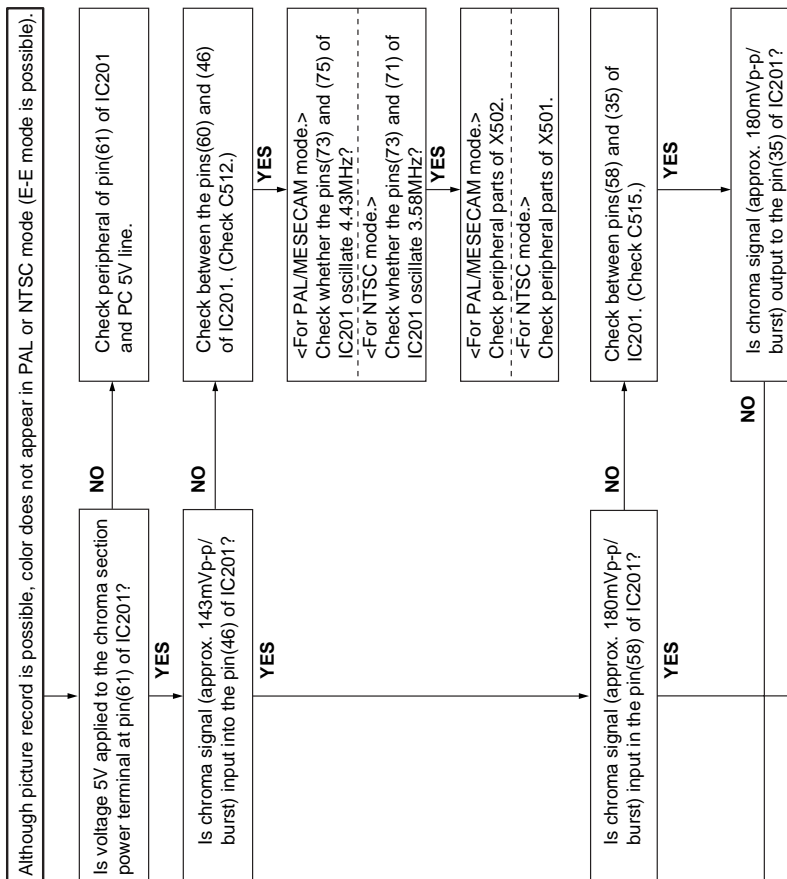 Although picture record is possible, color does not appear in PAL or NTSC mode (E-E mode is possible).
Is voltage 5V applied to the chroma section
power terminal at pin(61) of IC201?
NO
Check peripheral of pin(61) of IC201
and PC 5V line.
YES
Is chroma signal (approx. 143mVp-p/
burst) input into the pin(46) of IC201?
NO
Check between the pins(60) and (46)
of IC201. (Check C512.)
YES
YES
<For PAL/MESECAM mode.>
Check whether the pins(73) and (75) of
IC201 oscillate 4.43MHz?
<For NTSC mode.>
Check whether the pins(73) and (71) of
IC201 oscillate 3.58MHz?
YES
<For PAL/MESECAM mode.>
Check peripheral parts of X502.
<For NTSC mode.>
Check peripheral parts of X501.
Is chroma signal (approx. 180mVp-p/
burst) input in the pin(58) of IC201?
NO
Check between pins(58) and (35) of
IC201. (Check C515.)
YES
YES
Is chroma signal (approx. 180mVp-p/
burst) output to the pin(35) of IC201?
NO